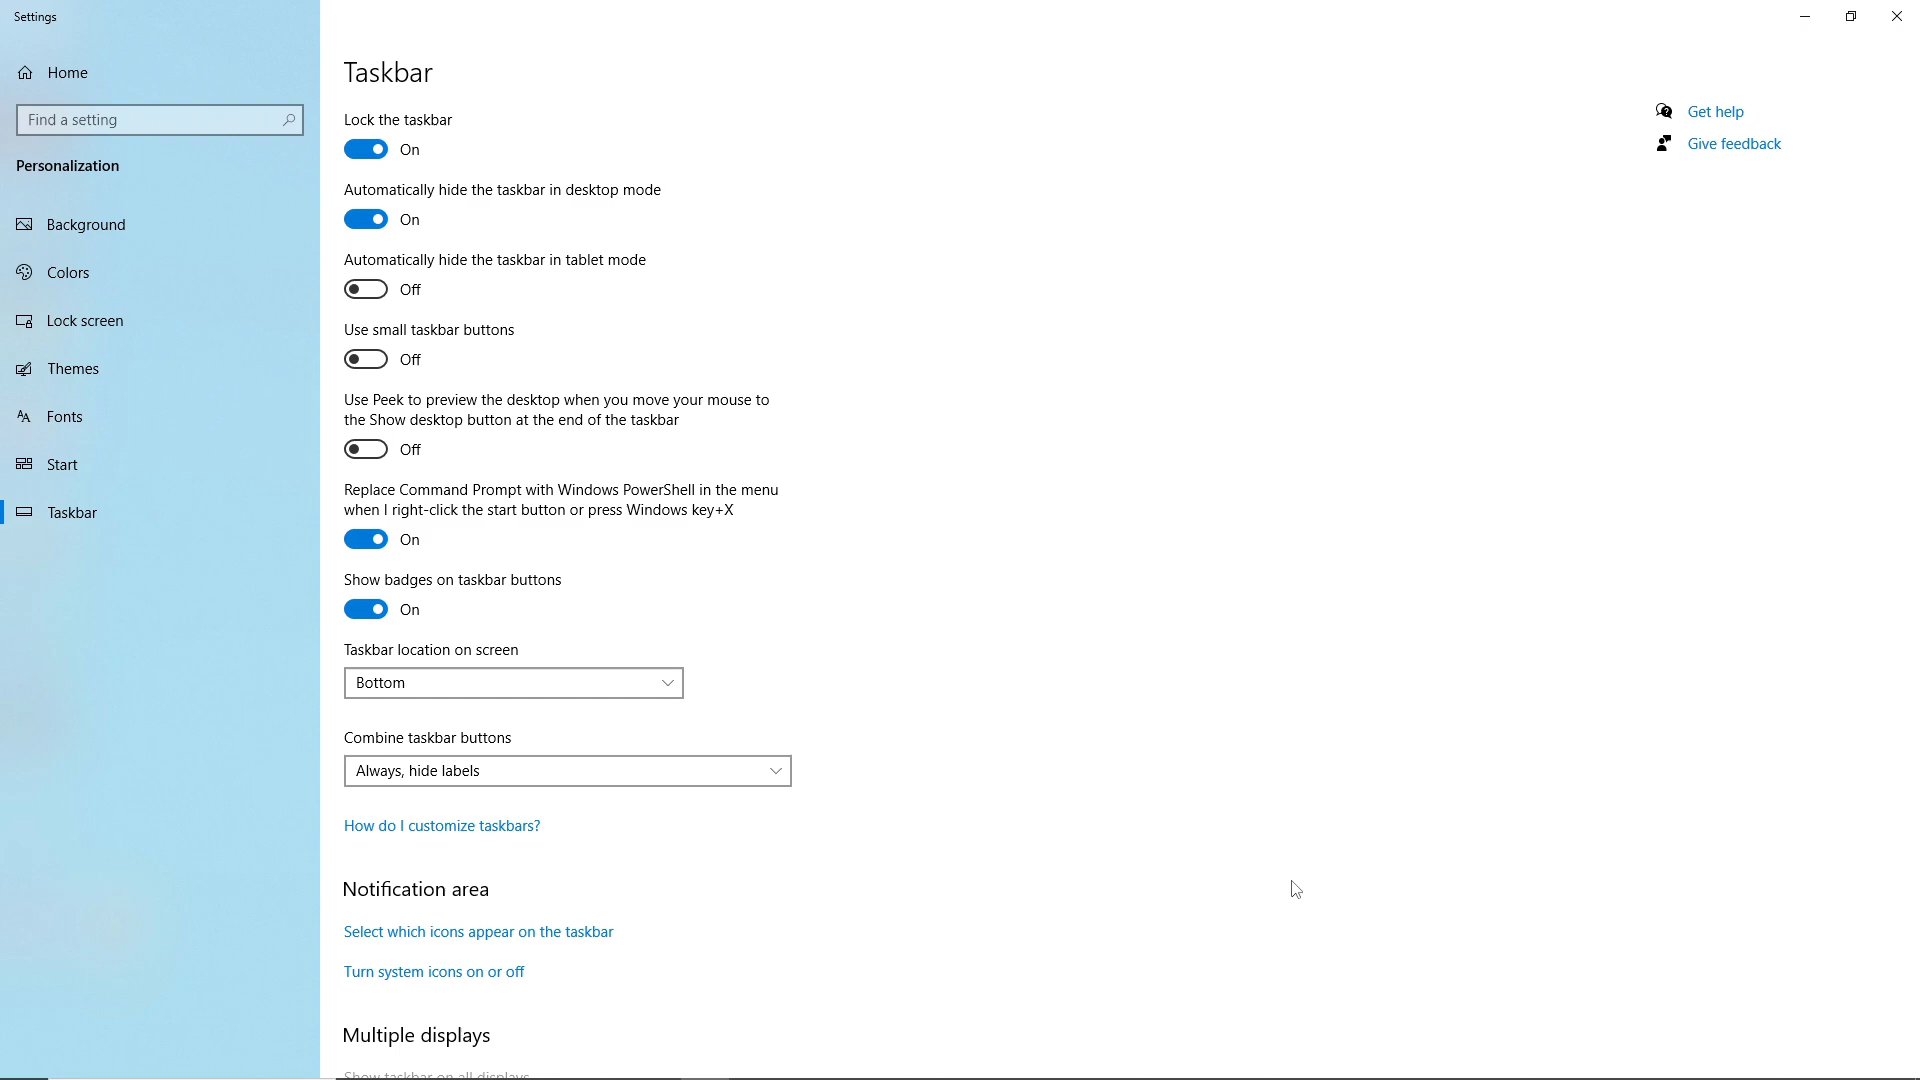 Settings
Home
Find a setting
Personalization
Background
Colors
Lock screen
Themes
Fonts
Start
Taskbar
Taskbar
Lock the taskbar
On
Automatically hide the taskbar in desktop mode
On
Automatically hide the taskbar in tablet mode
Off
Use small taskbar buttons
Off
Use Peek to preview the desktop when you move your mouse to
the Show desktop button at the end of the taskbar
Off
Replace Command Prompt with Windows PowerShell in the menu
when I right-click the start button or press Windows key+X
On
Show badges on taskbar buttons
On
Taskbar location on screen
Bottom
Combine taskbar buttons
Always, hide labels
How do I customize taskbars?
Notification area
Select which icons appear on the taskbar
Turn system icons on or off
Multiple displays
Show taskbar on all displays
Get help
Give feedback